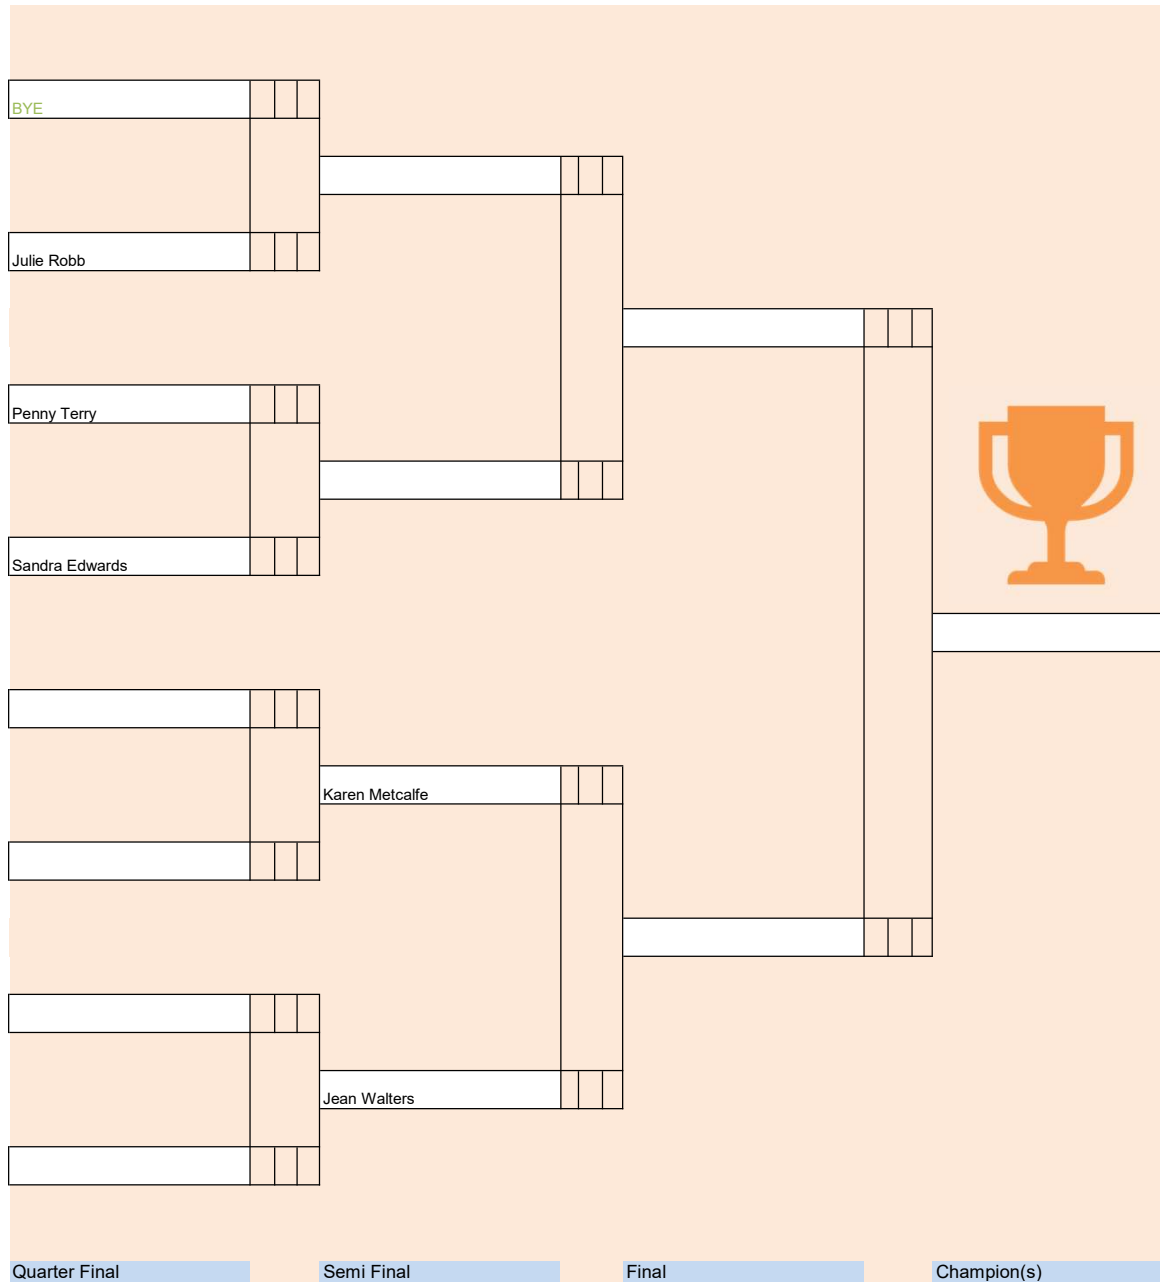 BYE
Julie Robb
Penny Terry
Sandra Edwards
Karen Metcalfe
Jean Walters
Quarter Final
Semi Final
Final
Champion(s)